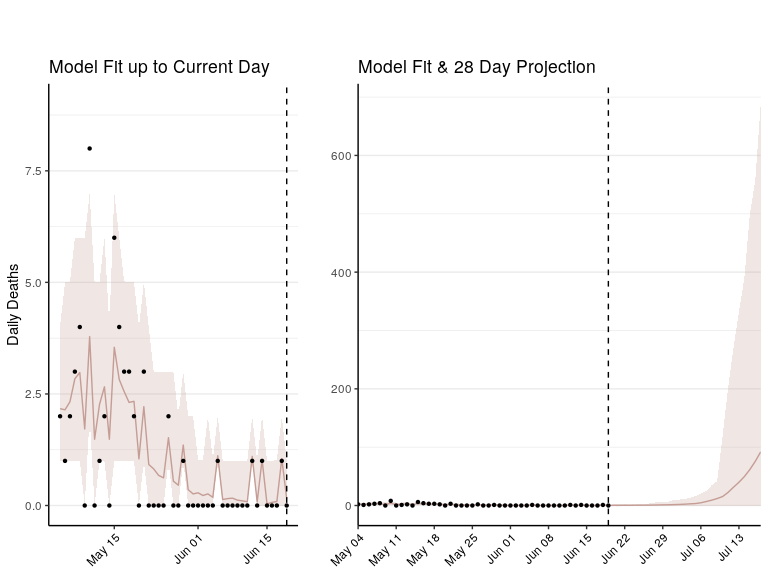 Model Fit up to Current Day
Model Fit & 28 Day Projection
Daily Deaths
7.5
5.0
2.5
0.0
May 15
Jun 01
Jun 15
600
400
200
0
May 04
May 11
May 18
May 25
Jun 01
Jun 08
Jun 15
Jun 22
Jun 29
Jul 06
Jul 13